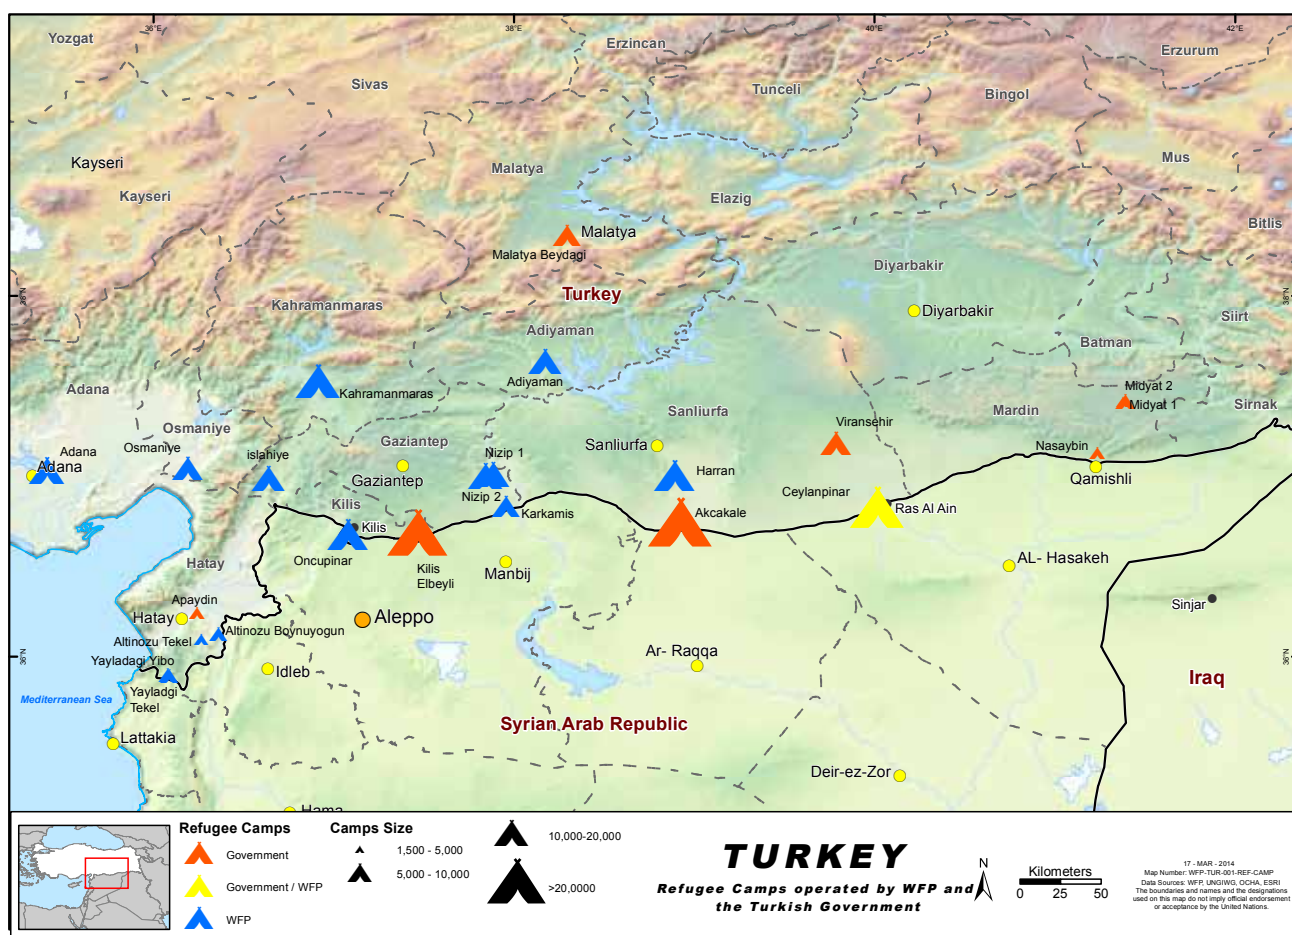 36°E
38°E
40°E
42°E
Yozgat
Erzincan
Erzurum
Sivas
Tunceli
Bingol
Kayseri
Kayseri
Malatya
Elazig
Mus
Bitlis
Malatya
Malatya Beydagi
Diyarbakir
38°N
38°N
Turkey
Kahramanmaras
Diyarbakir
Siirt
Adiyaman
Batman
Adana
Adiyaman
Kahramanmaras
Midyat 2
Midyat 1
Sirnak
Sanliurfa
Mardin
Osmaniye
Viransehir
Gaziantep
Sanliurfa
Nasaybin
Adana
Osmaniye
islahiye
Nizip 1
Adana
Gaziantep
Harran
Qamishli
Nizip 2
Ceylanpinar
Kilis
Karkamis
Akcakale
Ras Al Ain
Kilis
Oncupinar
Kilis
Elbeyli
Manbij
AL- Hasakeh
Hatay
Apaydin
Sinjar
Hatay
Aleppo
Altinozu Boynuyogun
Altinozu Tekel
36°N
36°N
Yayladagi Yibo
Idleb
Ar- Raqqa
Iraq
Yayladgi
Tekel
Mediterranean Sea
Syrian Arab Republic
Lattakia
Deir-ez-Zor
Hama
Refugee Camps
Government
Government / WFP
WFP
Camps Size
1,500 - 5,000
5,000 - 10,000
10,000-20,000
>20,0000
TURKEY
Refugee Camps operated by WFP and
the Turkish Government
N
Kilometers
0 25 50
17 - MAR - 2014
Map Number: WFP-TUR-001-REF-CAMP
Data Sources: WFP, UNGIWG, OCHA, ESRI
The boundaries and names and the designations
used on this map do not imply official endorsement
or acceptance by the United Nations.